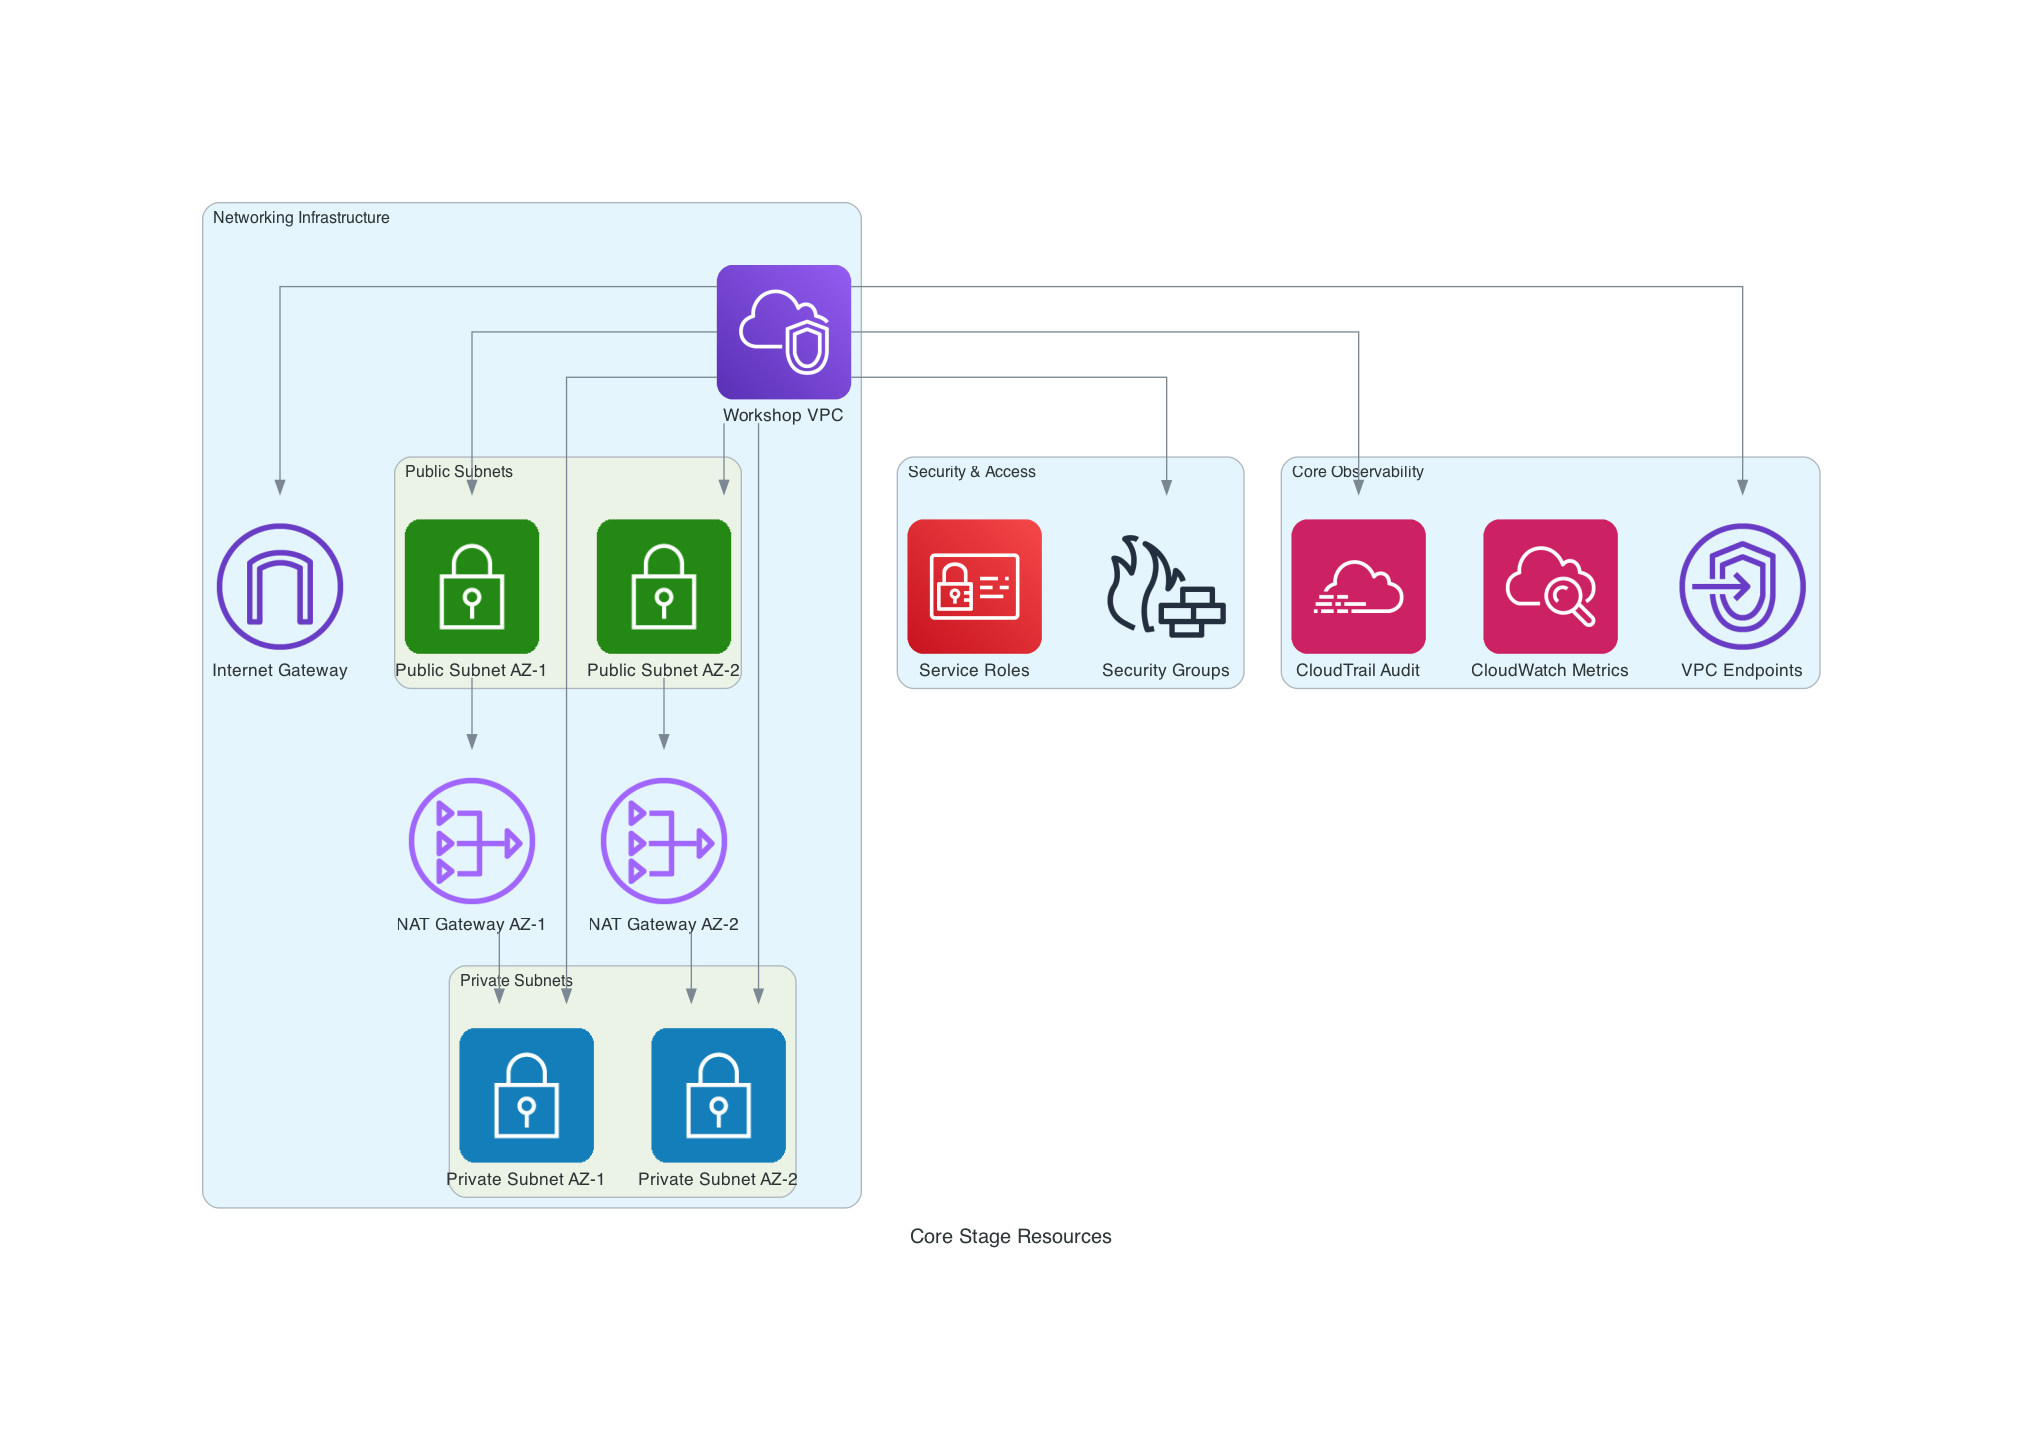 Networking Infrastructure
Workshop VPC
Public Subnets
Security & Access
Core Observability
Internet Gateway
Public Subnet AZ-1
Public Subnet AZ-2
Service Roles
Security Groups
CloudTrail Audit
CloudWatch Metrics
VPC Endpoints
NAT Gateway AZ-1
NAT Gateway AZ-2
Private Subnets
Private Subnet AZ-1
Private Subnet AZ-2
Core Stage Resources